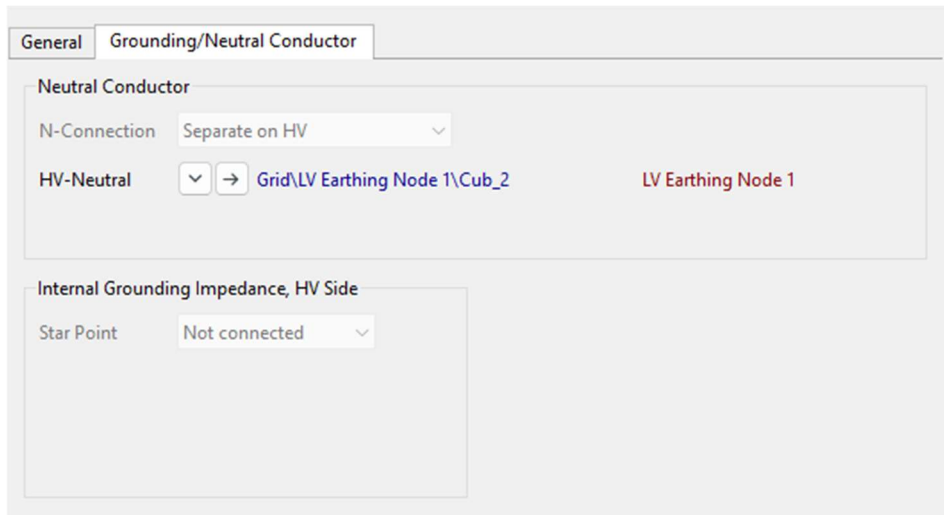 General Grounding/Neutral Conductor
Neutral Conductor
N-Connection Separate on HV
HV-Neutral Grid\LV Earthing Node 1\Cub_2 LV Earthing Node 1
Internal Grounding Impedance, HV Side
Star Point Not connected